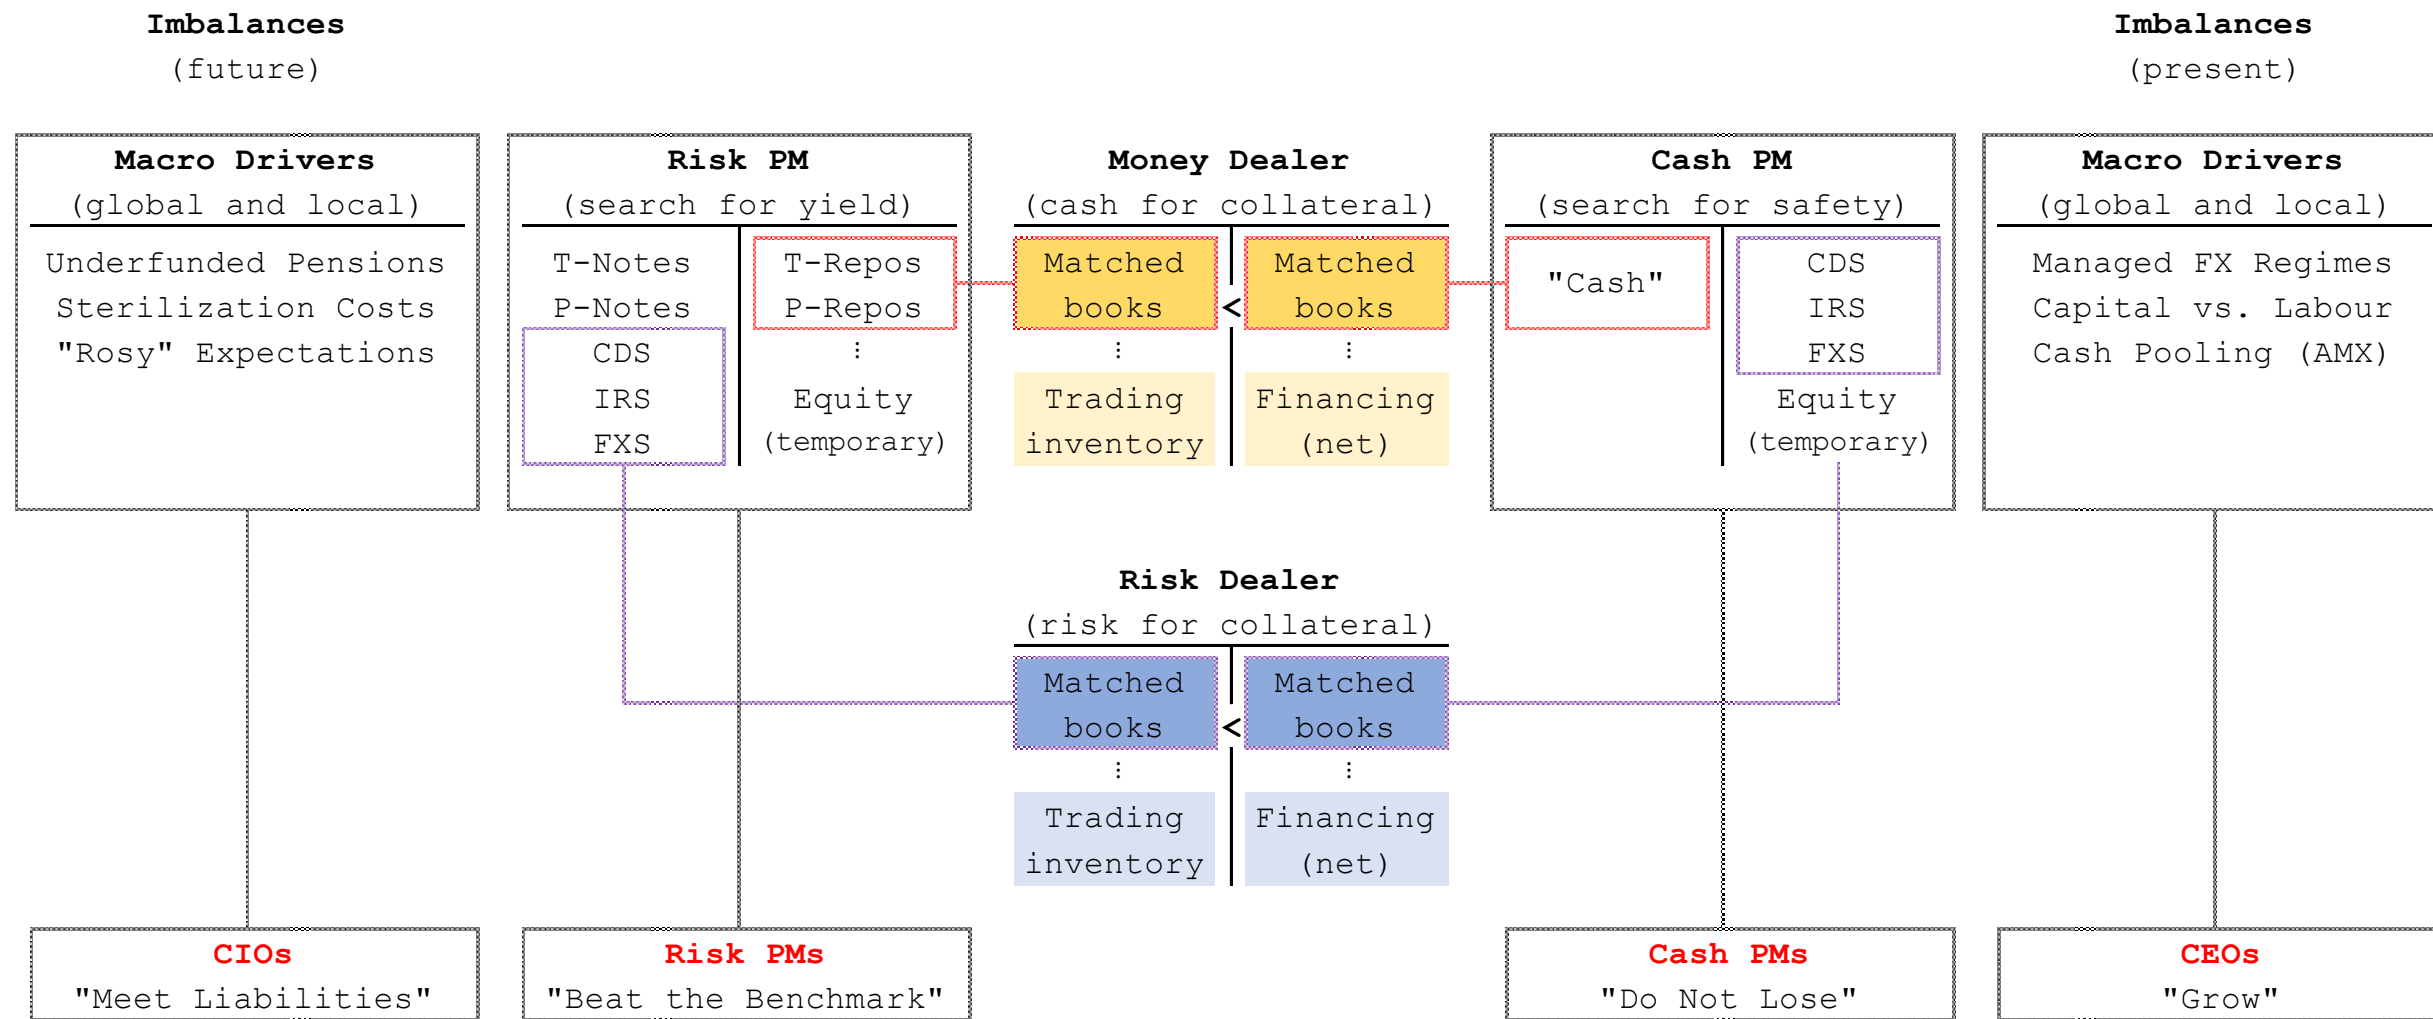 Imbalances
(future)
Imbalances
(present)
Macro Drivers
(global and local)
Underfunded Pensions
Sterilization Costs
"Rosy" Expectations
Risk PM
(search for yield)
T-Notes
P-Notes
CDS
IRS
FXS
T-Repos
P-Repos
⋮
Equity
(temporary)
Money Dealer
(cash for collateral)
Matched
books
⋮
Trading
inventory
<
Matched
books
⋮
Financing
(net)
Cash PM
(search for safety)
"Cash"
CDS
IRS
FXS
Equity
(temporary)
Macro Drivers
(global and local)
Managed FX Regimes
Capital vs. Labour
Cash Pooling (AMX)
Risk Dealer
(risk for collateral)
Matched
books
⋮
Trading
inventory
<
Matched
books
⋮
Financing
(net)
CIOs
"Meet Liabilities"
Risk PMs
"Beat the Benchmark"
Cash PMs
"Do Not Lose"
CEOs
"Grow"